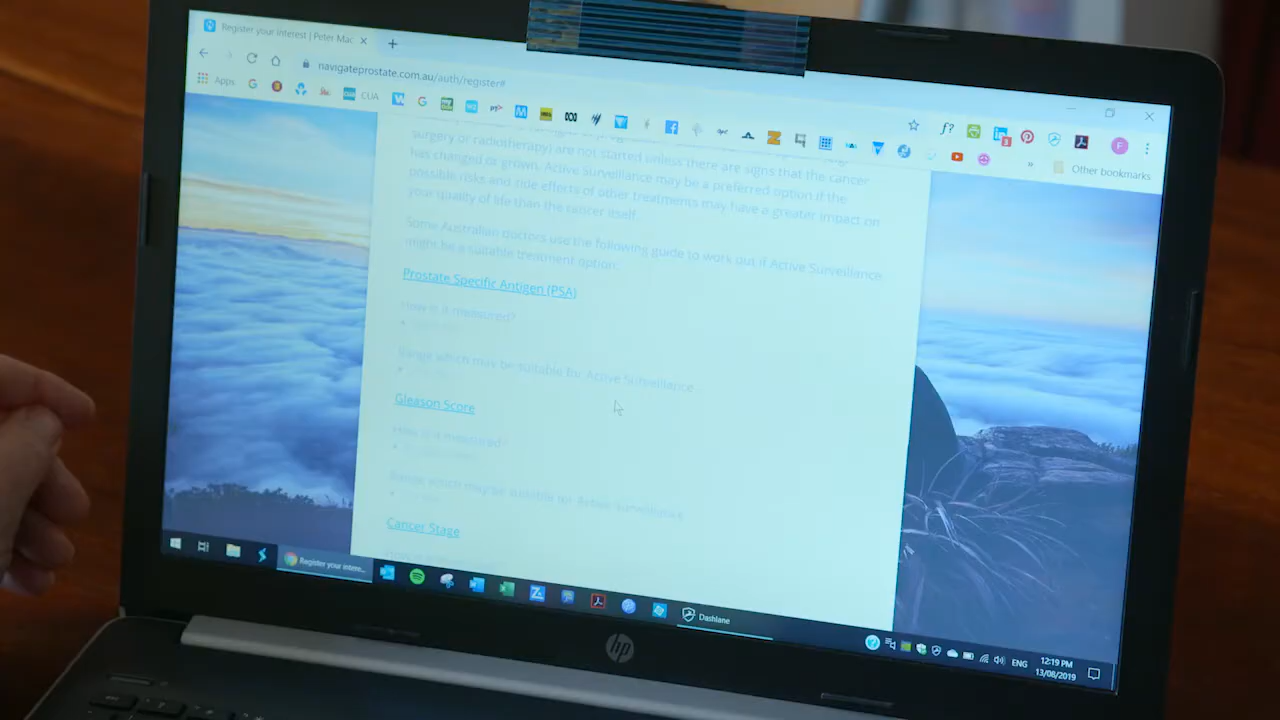 Register your interest | Peter Mac
navigateprostate.com.au/auth/register#
Apps
CUA
Other bookmarks
surgery or radiotherapy) are not started unless there are signs that the cancer
has changed or grown. Active Surveillance may be a preferred option if the
possible risks and side effects of other treatments may have a greater impact on
your quality of life than the cancer itself.
Some Australian doctors use the following guide to work out if Active Surveillance
might be a suitable treatment option:
Prostate Specific Antigen (PSA)
How is it measured?
Range which may be suitable for Active Surveillance
Gleason Score
How is it measured?
Range which may be suitable for Active Surveillance
Cancer Stage
Register your intere...
Dashlane
ENG
12:19 PM
13/08/2019
hp